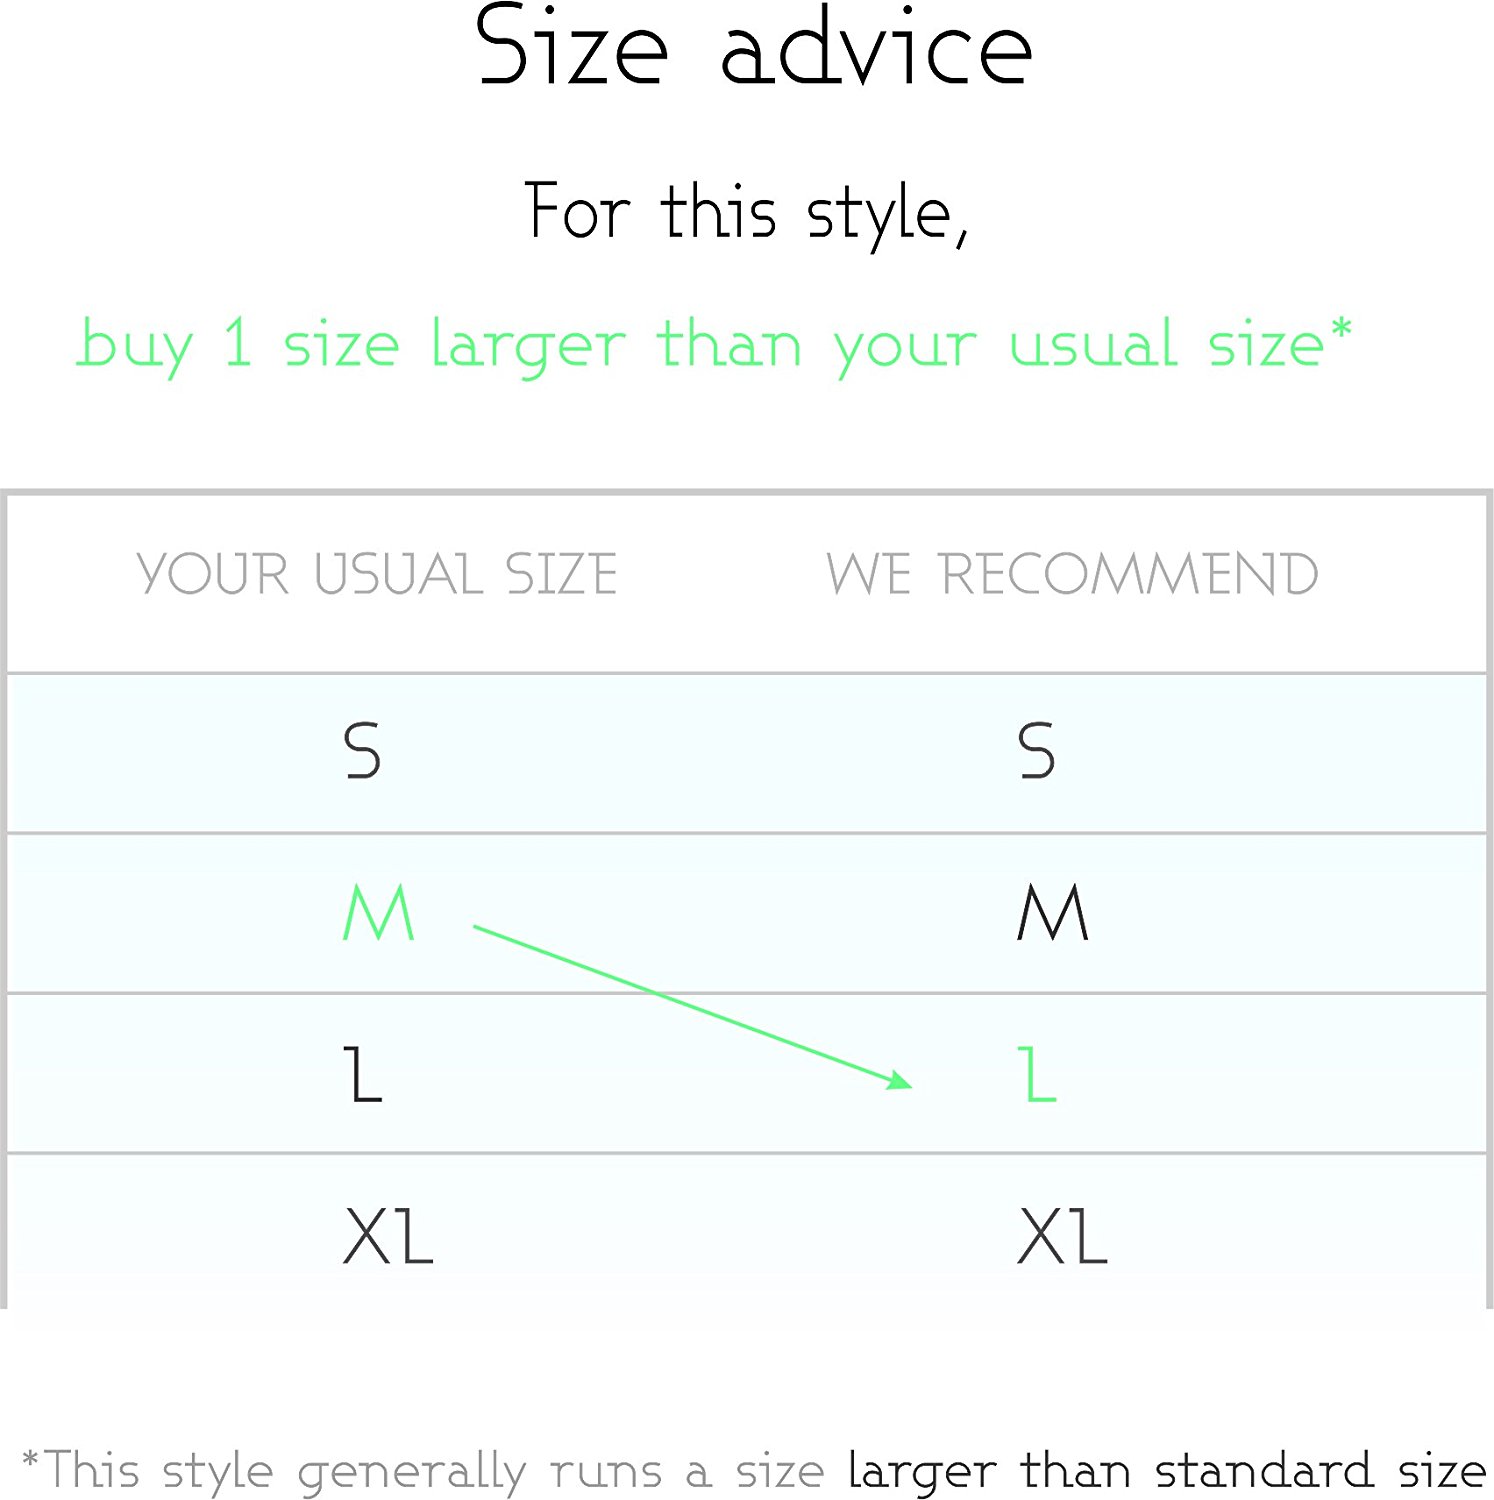 Size advice
For this style,
buy 1 size larger than your usual size*
YOUR USUAL SIZE WE RECOMMEND
S S
M M
L L
XL XL
*This style generally runs a size larger than standard size